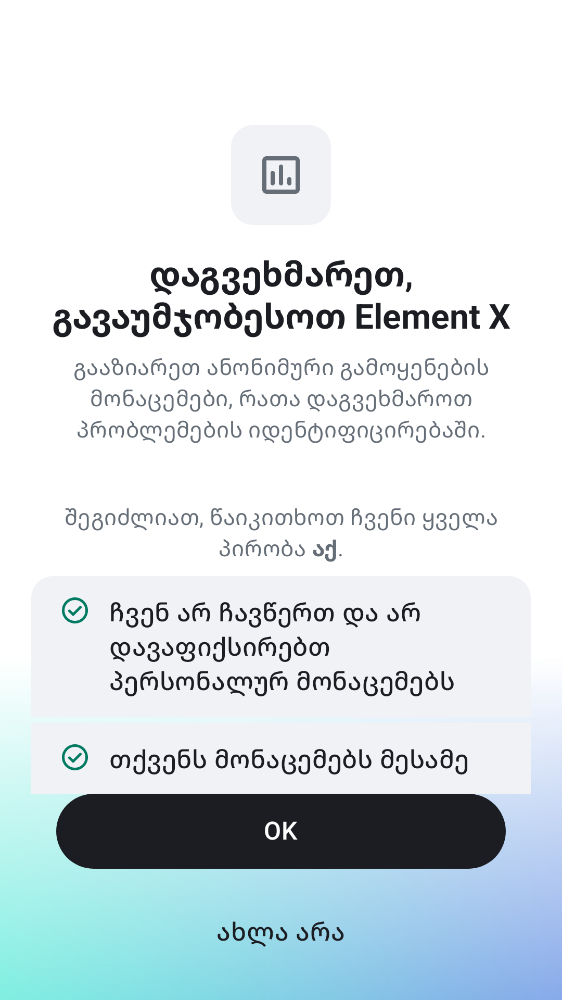 დაგვეხმარეთ,
გავაუმჯობესოთ Element X
გააზიარეთ ანონიმური გამოყენების
მონაცემები, რათა დაგვეხმაროთ
პრობლემების იდენტიფიცირებაში.
შეგიძლიათ, წაიკითხოთ ჩვენი ყველა
პირობა აქ.
ჩვენ არ ჩავწერთ და არ
დავაფიქსირებთ
პერსონალურ მონაცემებს
თქვენს მონაცემებს მესამე
OK
ახლა არა